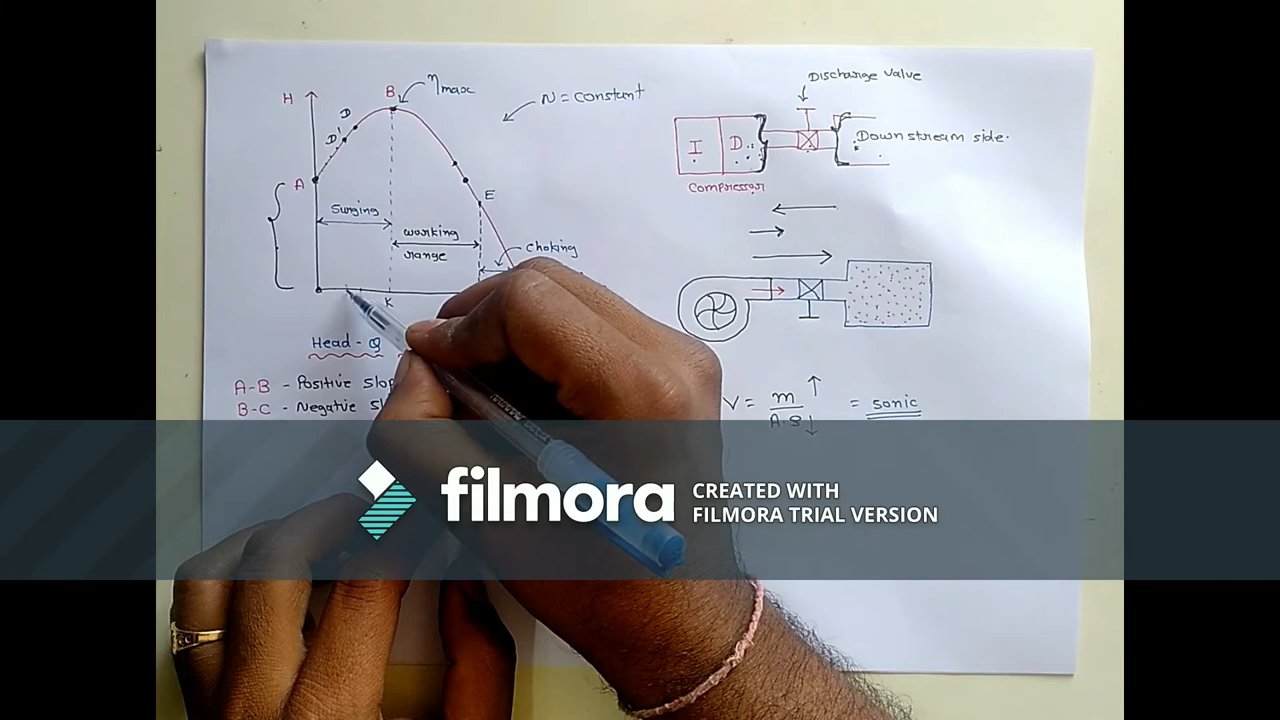 H
B
ηmax
N = constant
D
D'
A
E
Surging
working
range
choking
K
Head - Q
A-B - Positive Slop
B-C - Negative
Discharge valve
I
D
Down stream side.
Compressor
V = m / A.ρ = sonic
filmora
CREATED WITH
FILMORA TRIAL VERSION